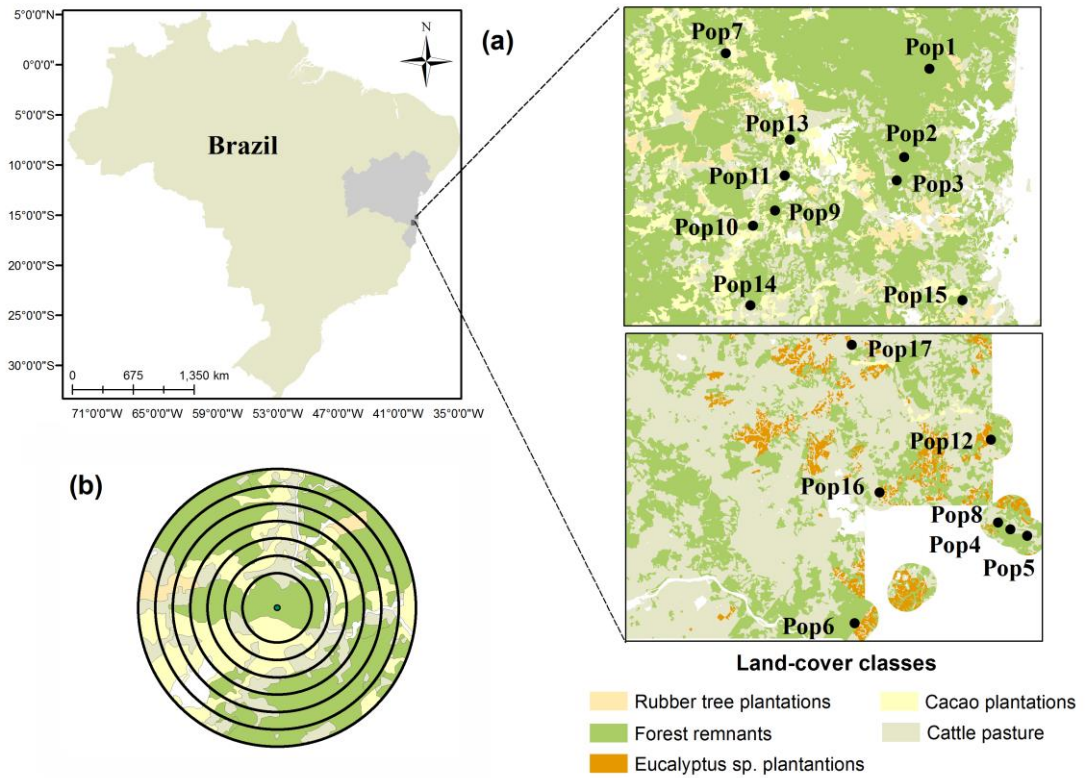 5°0'0"N
0°0'0"
5°0'0"S
10°0'0"S
15°0'0"S
20°0'0"S
25°0'0"S
30°0'0"S
N
(a)
Brazil
0 675 1,350 km
71°0'0"W 65°0'0"W 59°0'0"W 53°0'0"W 47°0'0"W 41°0'0"W 35°0'0"W
(b)
Pop7
Pop1
Pop13
Pop2
Pop11
Pop3
Pop9
Pop10
Pop14
Pop15
Pop17
Pop12
Pop16
Pop8
Pop4
Pop5
Pop6
Land-cover classes
Rubber tree plantations
Cacao plantations
Forest remnants
Cattle pasture
Eucalyptus sp. plantantions